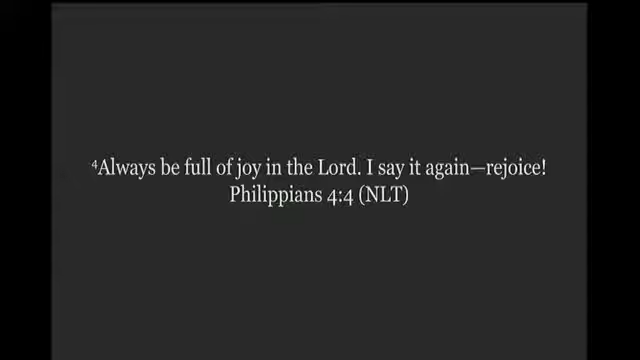 ⁴Always be full of joy in the Lord. I say it again—rejoice!
Philippians 4:4 (NLT)